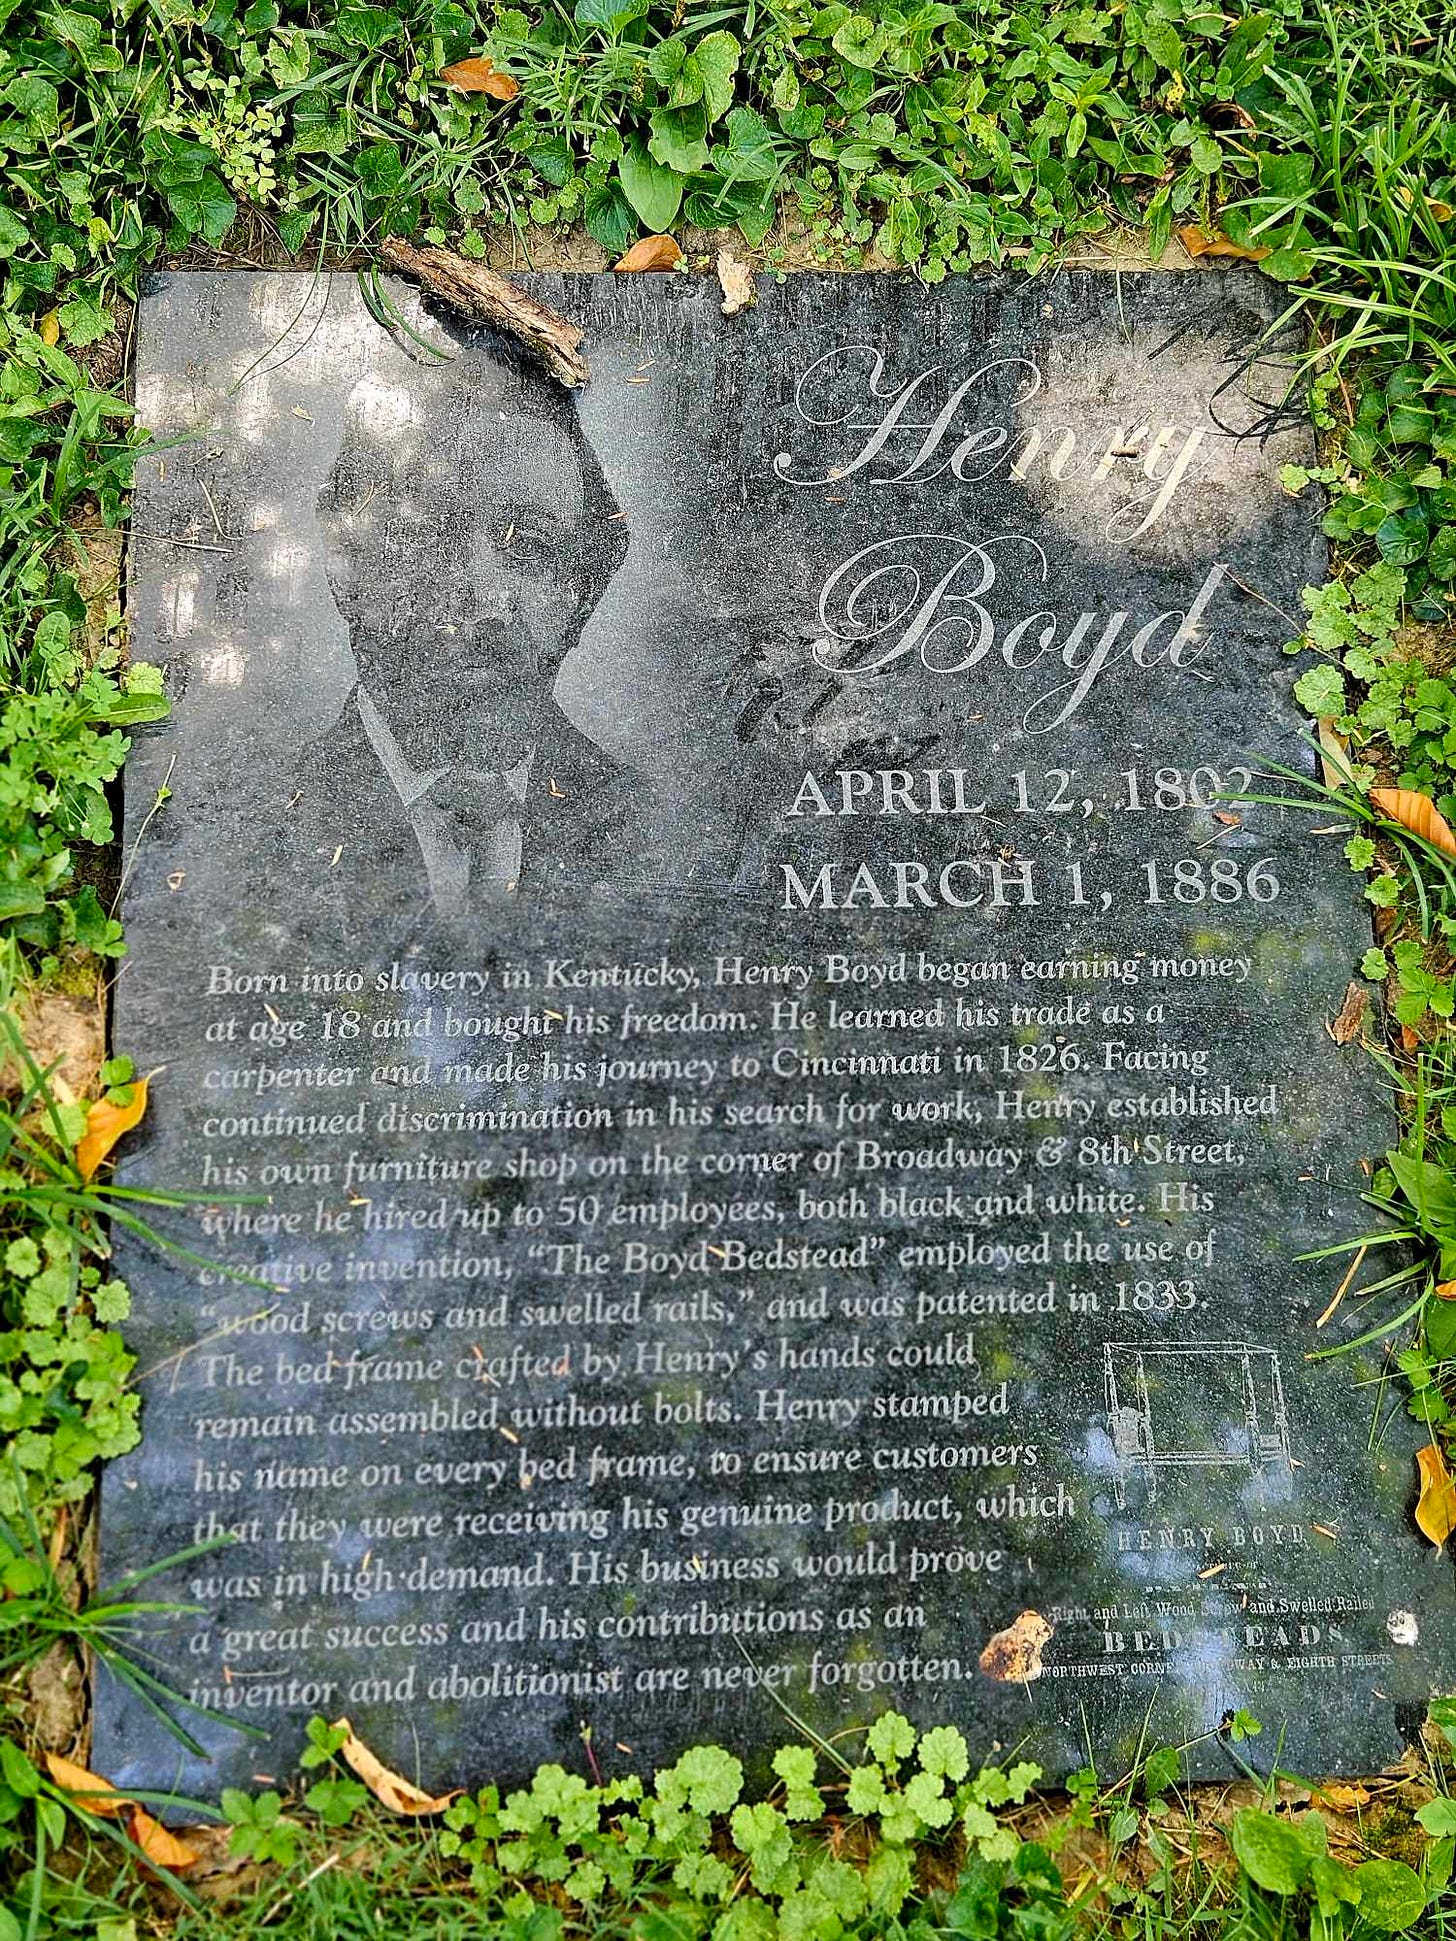 Henry
Boyd
APRIL 12, 1802
MARCH 1, 1886
Born into slavery in Kentucky, Henry Boyd began earning money
at age 18 and bought his freedom. He learned his trade as a
carpenter and made his journey to Cincinnati in 1826. Facing
continued discrimination in his search for work, Henry established
his own furniture shop on the corner of Broadway & 8th Street,
where he hired up to 50 employees, both black and white. His
creative invention, “The Boyd Bedstead” employed the use of
“wood screws and swelled rails,” and was patented in 1833.
The bed frame crafted by Henry’s hands could
remain assembled without bolts. Henry stamped
his name on every bed frame, to ensure customers
that they were receiving his genuine product, which
was in high demand. His business would prove
a great success and his contributions as an
inventor and abolitionist are never forgotten.
HENRY BOYD
Right and Left Wood Screw and Swelled Railed
BEDSTEADS
NORTHWEST CORNER BROADWAY & EIGHTH STREETS